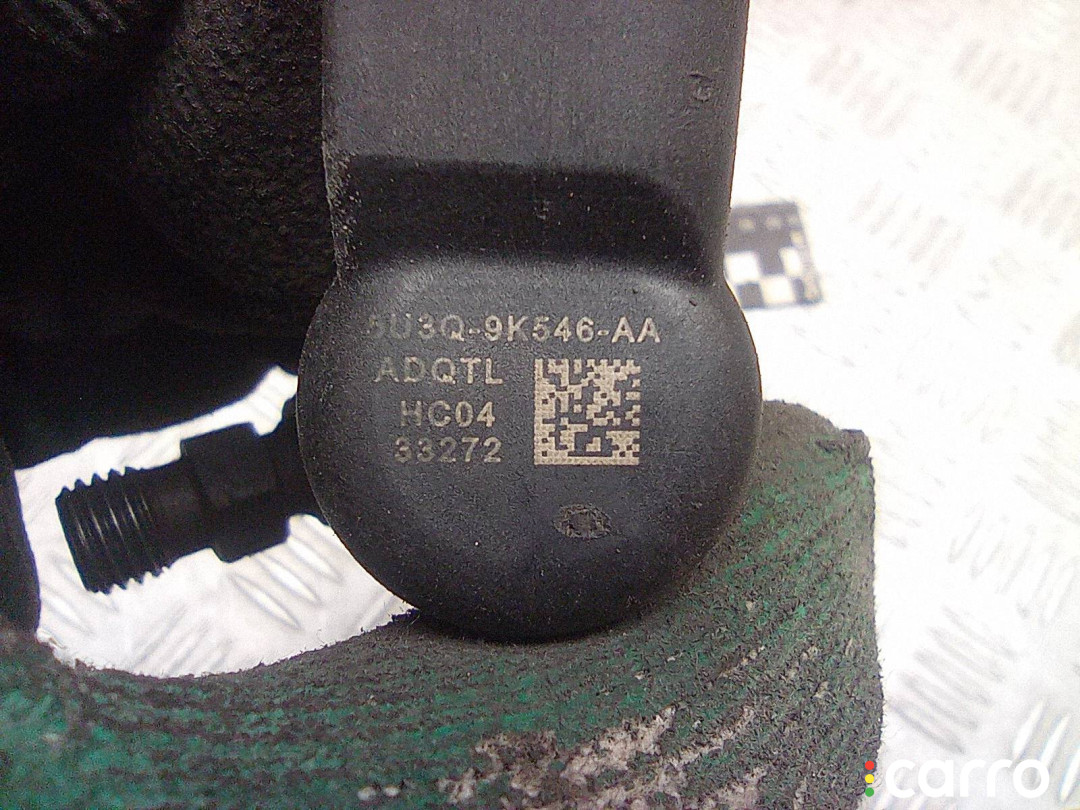 5U3Q-9K546-AA
ADQTL
HC04
33272
carro